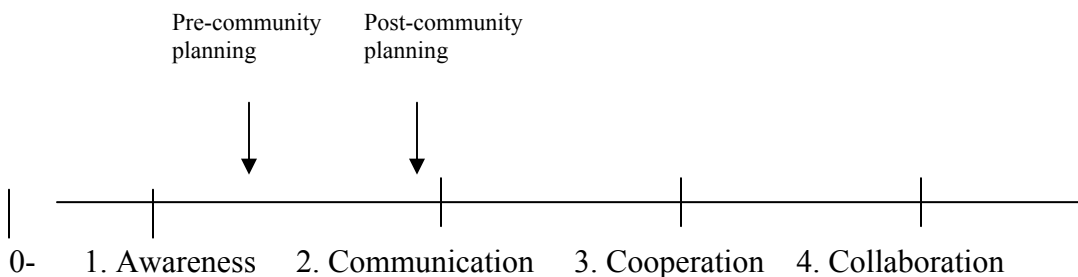 Pre-community
planning
Post-community
planning
0- 1. Awareness 2. Communication 3. Cooperation 4. Collaboration